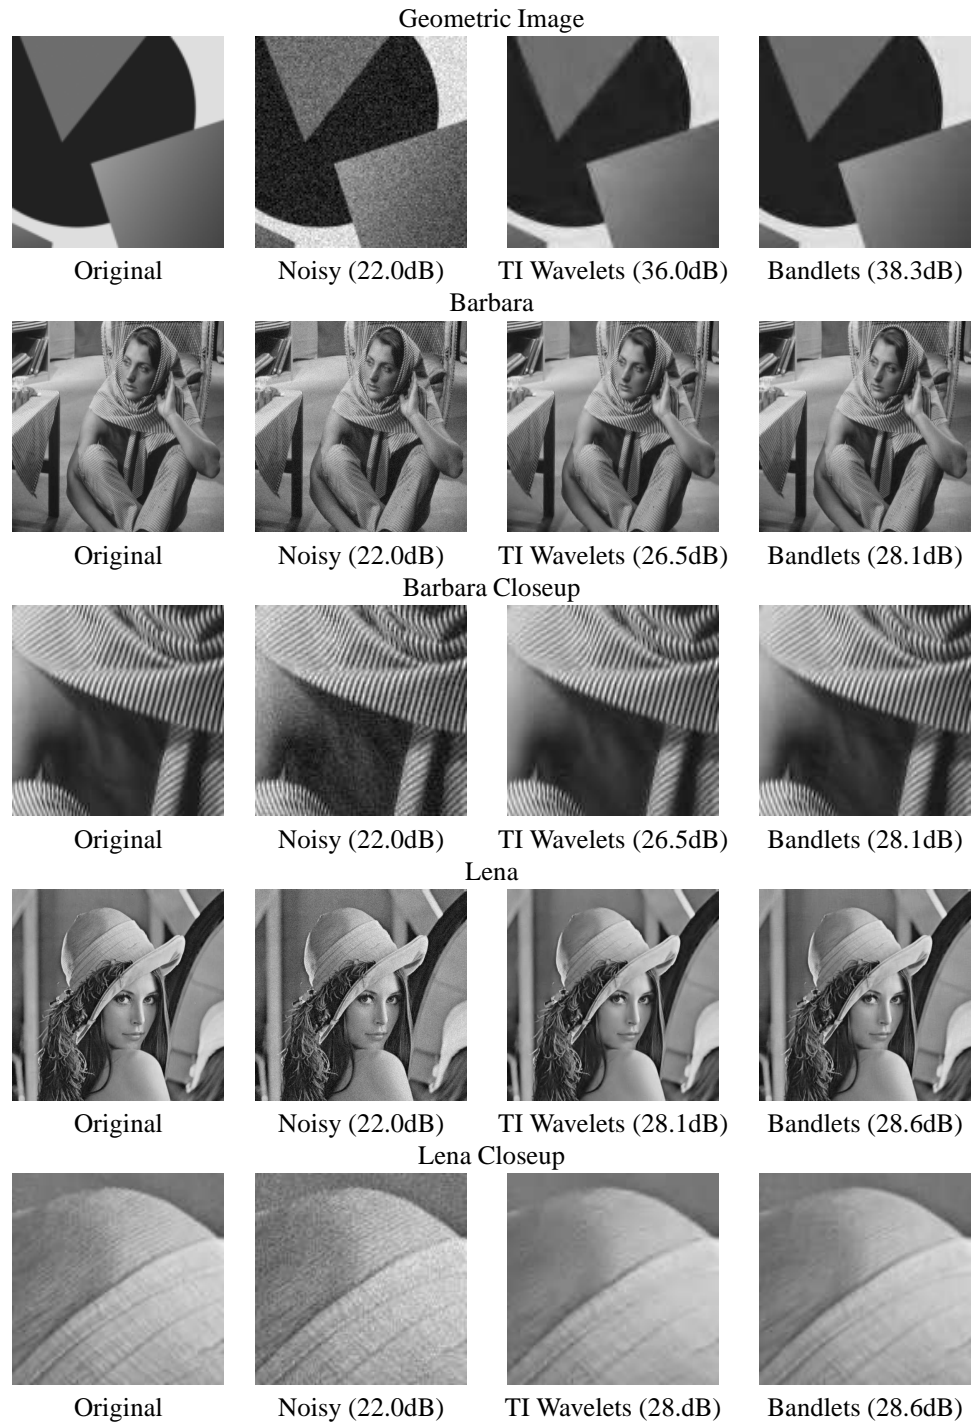 Geometric Image
Original Noisy (22.0dB) TI Wavelets (36.0dB) Bandlets (38.3dB)
Barbara
Original Noisy (22.0dB) TI Wavelets (26.5dB) Bandlets (28.1dB)
Barbara Closeup
Original Noisy (22.0dB) TI Wavelets (26.5dB) Bandlets (28.1dB)
Lena
Original Noisy (22.0dB) TI Wavelets (28.1dB) Bandlets (28.6dB)
Lena Closeup
Original Noisy (22.0dB) TI Wavelets (28.dB) Bandlets (28.6dB)